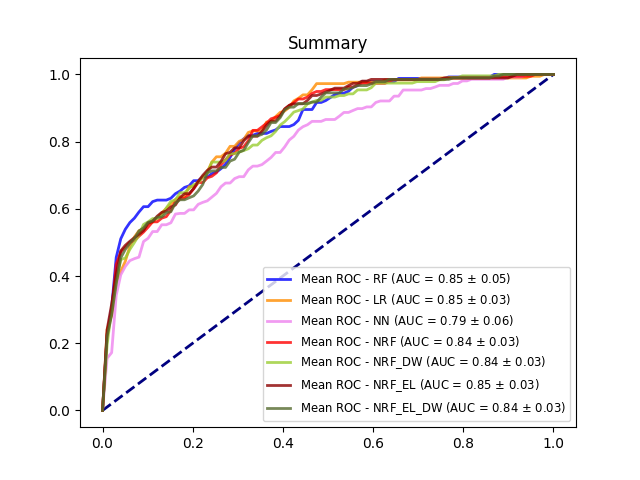 Summary
1.0
0.8
0.6
0.4
0.2
0.0
Mean ROC - RF (AUC = 0.85 ± 0.05)
Mean ROC - LR (AUC = 0.85 ± 0.03)
Mean ROC - NN (AUC = 0.79 ± 0.06)
Mean ROC - NRF (AUC = 0.84 ± 0.03)
Mean ROC - NRF_DW (AUC = 0.84 ± 0.03)
Mean ROC - NRF_EL (AUC = 0.85 ± 0.03)
Mean ROC - NRF_EL_DW (AUC = 0.84 ± 0.03)
0.0 0.2 0.4 0.6 0.8 1.0